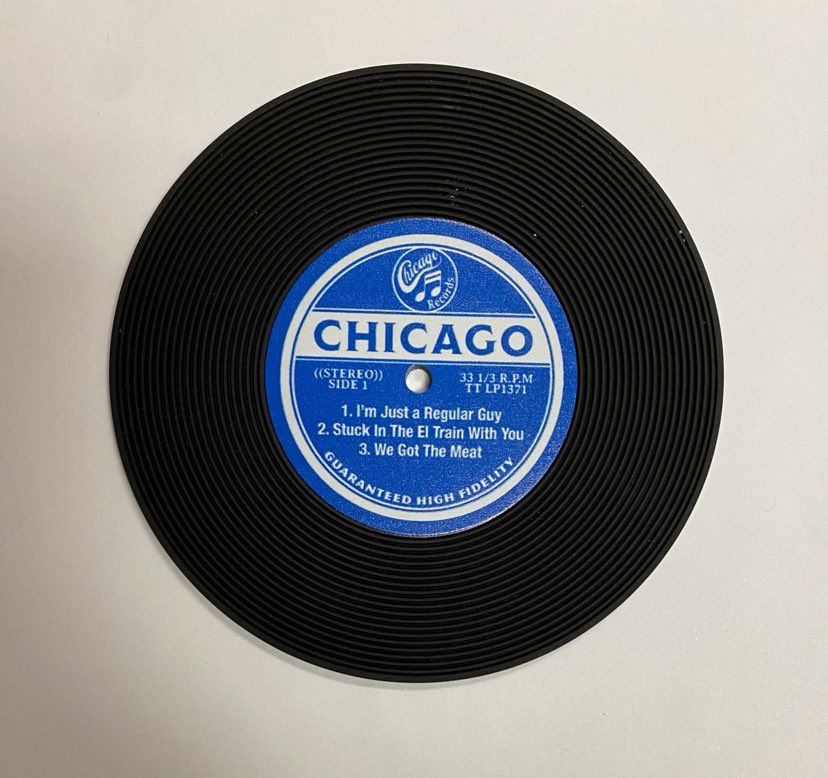 Chicago
Records
CHICAGO
((STEREO))
SIDE 1
33 1/3 R.P.M
TT LP1371
1. I'm Just a Regular Guy
2. Stuck In The El Train With You
3. We Got The Meat
GUARANTEED HIGH FIDELITY